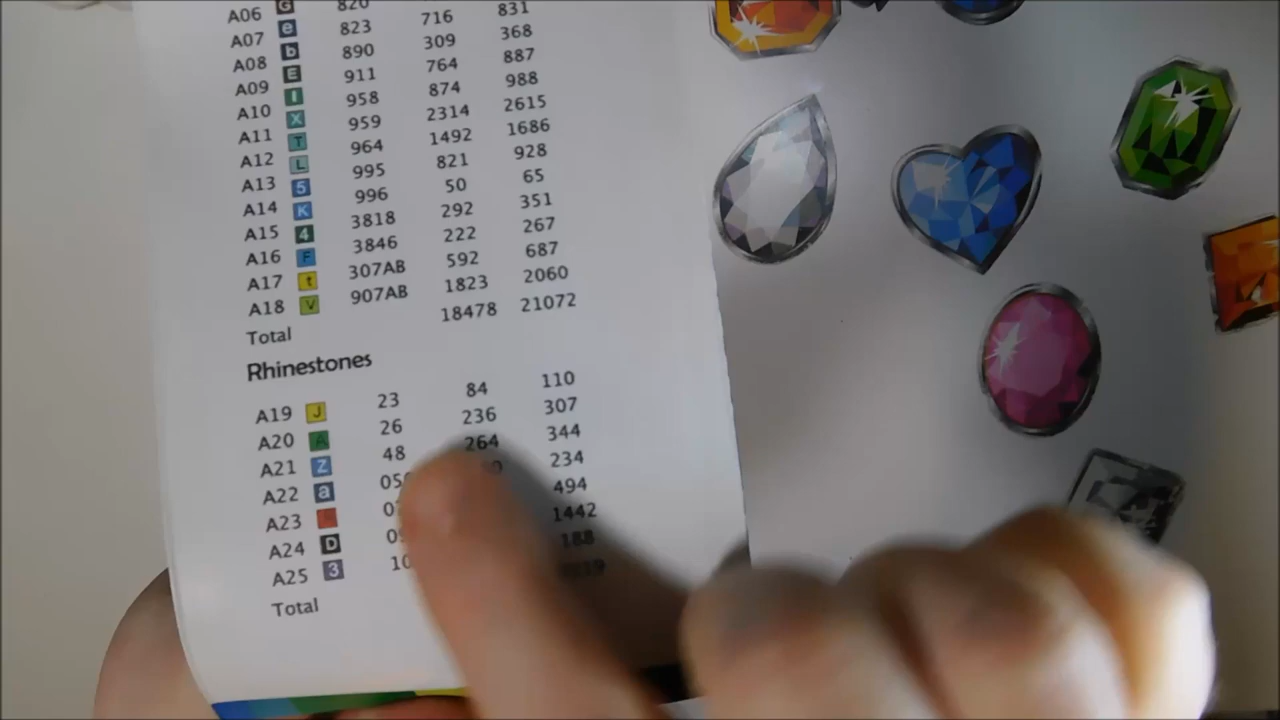 G
A06 e 820
A07 b 823 716 831
A08 E 890 309 368
A09 I 911 764 887
A10 X 958 874 988
A11 T 959 2314 2615
A12 L 964 1492 1686
A13 5 995 821 928
A14 K 996 50 65
A15 4 3818 292 351
A16 F 3846 222 267
A17 t 307AB 592 687
A18 V 907AB 1823 2060
Total 18478 21072
Rhinestones
A19 J 23 84 110
A20 A 26 236 307
A21 Z 48 264 344
A22 a 234
A23 494
A24 D 1442
A25 3 188
Total